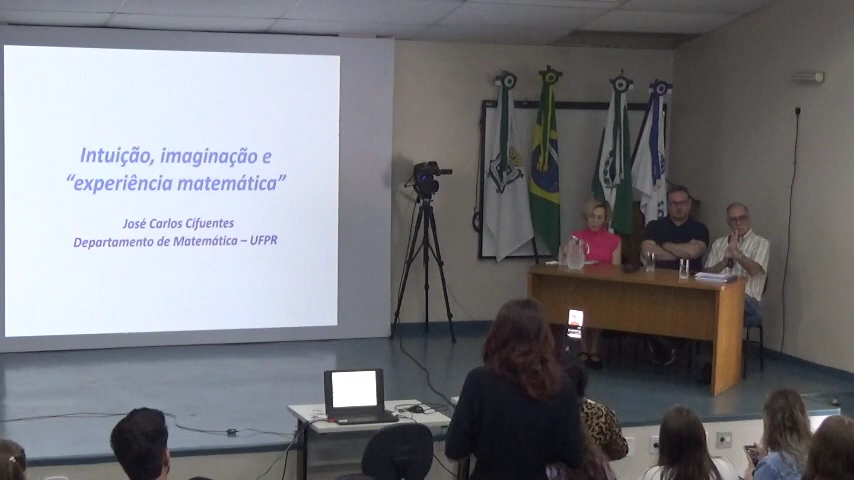 Intuição, imaginação e
“experiência matemática”
José Carlos Cifuentes
Departamento de Matemática – UFPR